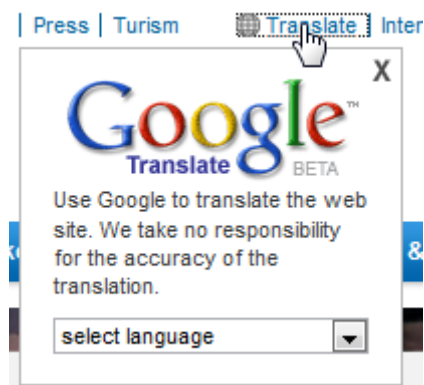 | Press | Turism Translate | Inter
X
Google™
Translate BETA
Use Google to translate the web
site. We take no responsibility
for the accuracy of the
translation.
&
select language